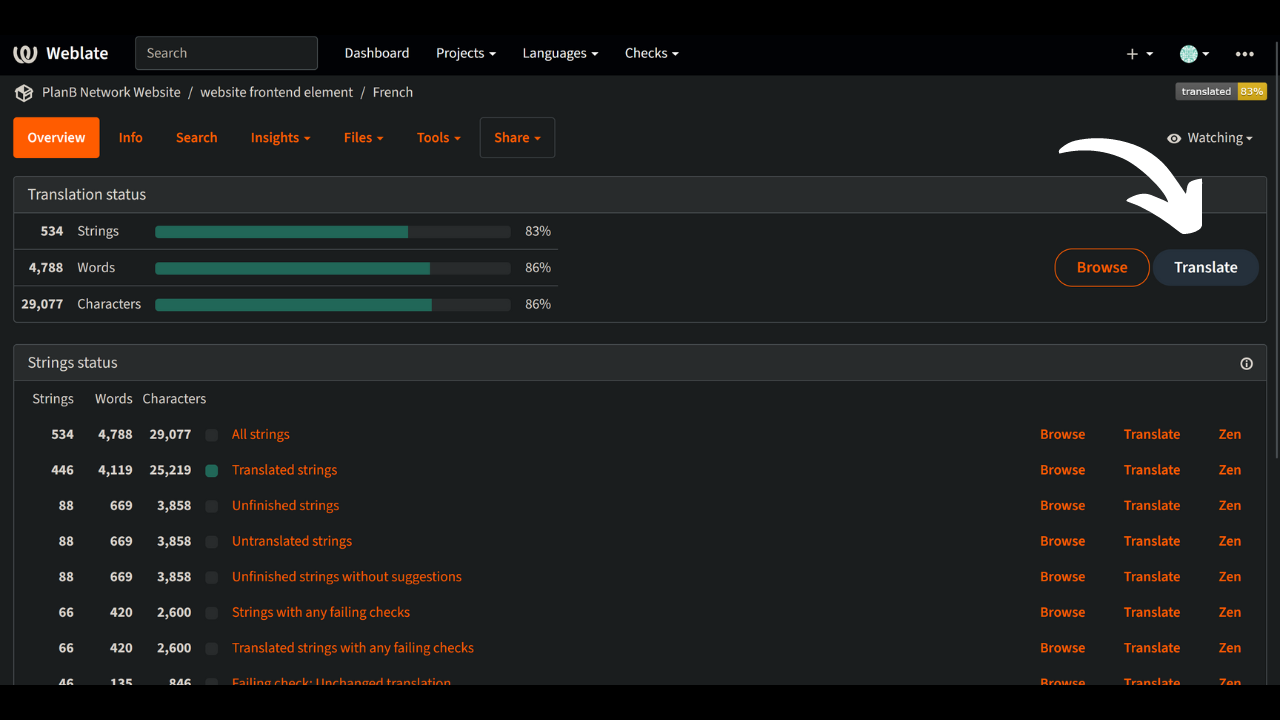 Weblate Search Dashboard Projects Languages Checks
PlanB Network Website / website frontend element / French translated 83%
Overview Info Search Insights Files Tools Share Watching
Translation status
534 Strings 83%
4,788 Words 86%
Browse Translate
29,077 Characters 86%
Strings status
Strings Words Characters
534 4,788 29,077 All strings Browse Translate Zen
446 4,119 25,219 Translated strings Browse Translate Zen
88 669 3,858 Unfinished strings Browse Translate Zen
88 669 3,858 Untranslated strings Browse Translate Zen
88 669 3,858 Unfinished strings without suggestions Browse Translate Zen
66 420 2,600 Strings with any failing checks Browse Translate Zen
66 420 2,600 Translated strings with any failing checks Browse Translate Zen
46 135 846 Failing check: Unchanged translation Browse Translate Zen